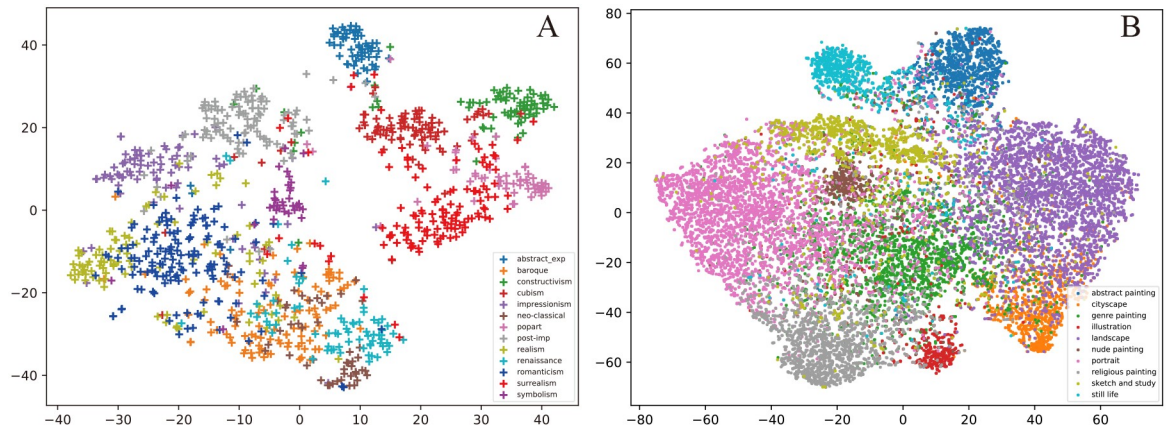 A
40
20
0
−20
−40
−40
−30
−20
−10
0
10
20
30
40
abstract_exp
baroque
constructivism
cubism
impressionism
neo-classical
popart
post-imp
realism
renaissance
romanticism
surrealism
symbolism
B
80
60
40
20
0
−20
−40
−60
−80
−60
−40
−20
0
20
40
60
abstract painting
cityscape
genre painting
illustration
landscape
nude painting
portrait
religious painting
sketch and study
still life